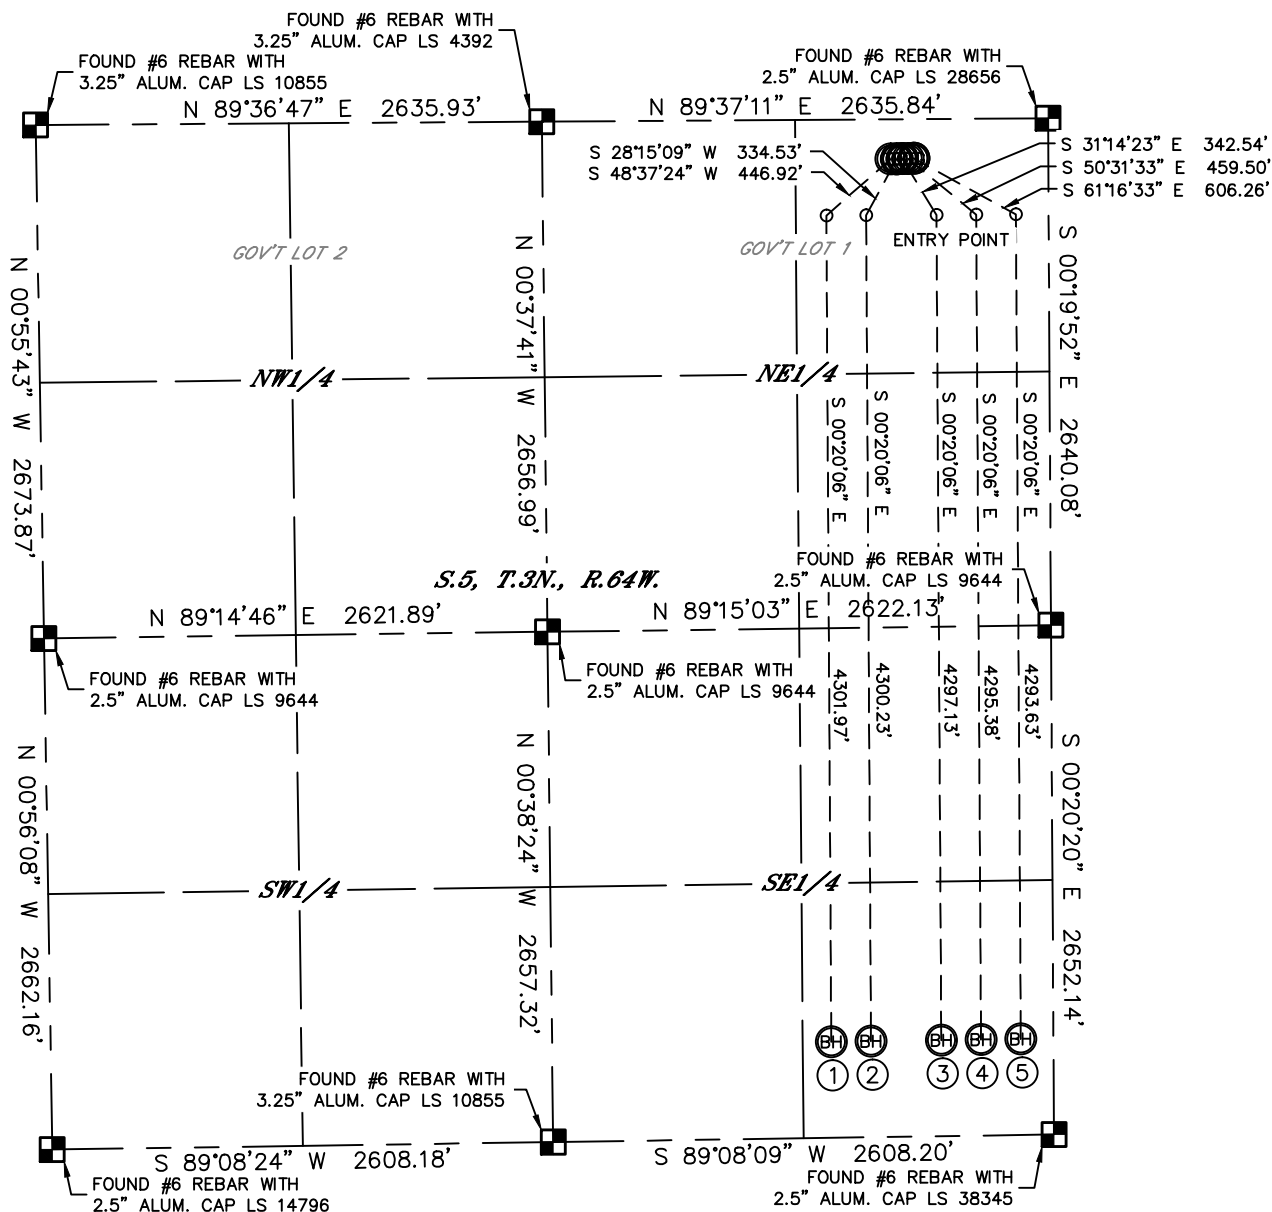 FOUND #6 REBAR WITH
3.25" ALUM. CAP LS 4392
FOUND #6 REBAR WITH
3.25" ALUM. CAP LS 10855
FOUND #6 REBAR WITH
2.5" ALUM. CAP LS 28656
N 89°36'47" E 2635.93'
N 89°37'11" E 2635.84'
S 28°15'09" W 334.53'
S 48°37'24" W 446.92'
S 31°14'23" E 342.54'
S 50°31'33" E 459.50'
S 61°16'33" E 606.26'
ENTRY POINT
GOV'T LOT 2
GOV'T LOT 1
N 00°55'43" W 2673.87'
N 00°37'41" W 2656.99'
S 00°19'52" E 2640.08'
NW1/4
NE1/4
S 00°20'06" E
S 00°20'06" E
S 00°20'06" E
S 00°20'06" E
S 00°20'06" E
FOUND #6 REBAR WITH
2.5" ALUM. CAP LS 9644
S.5, T.3N., R.64W.
N 89°14'46" E 2621.89'
N 89°15'03" E 2622.13'
FOUND #6 REBAR WITH
2.5" ALUM. CAP LS 9644
FOUND #6 REBAR WITH
2.5" ALUM. CAP LS 9644
4301.97'
4300.23'
4297.13'
4295.38'
4293.63'
N 00°56'08" W 2662.16'
N 00°38'24" W 2657.32'
S 00°20'20" E 2652.14'
SW1/4
SE1/4
BH
BH
BH
BH
BH
1
2
3
4
5
FOUND #6 REBAR WITH
3.25" ALUM. CAP LS 10855
S 89°08'24" W 2608.18'
S 89°08'09" W 2608.20'
FOUND #6 REBAR WITH
2.5" ALUM. CAP LS 14796
FOUND #6 REBAR WITH
2.5" ALUM. CAP LS 38345